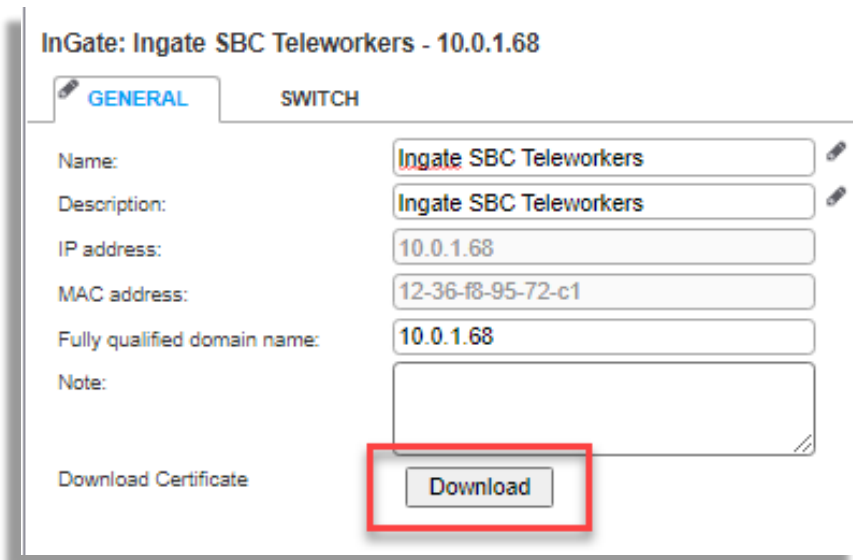 InGate: Ingate SBC Teleworkers - 10.0.1.68
GENERAL SWITCH
Name: Ingate SBC Teleworkers
Description: Ingate SBC Teleworkers
IP address: 10.0.1.68
MAC address: 12-36-f8-95-72-c1
Fully qualified domain name: 10.0.1.68
Note:
Download Certificate Download